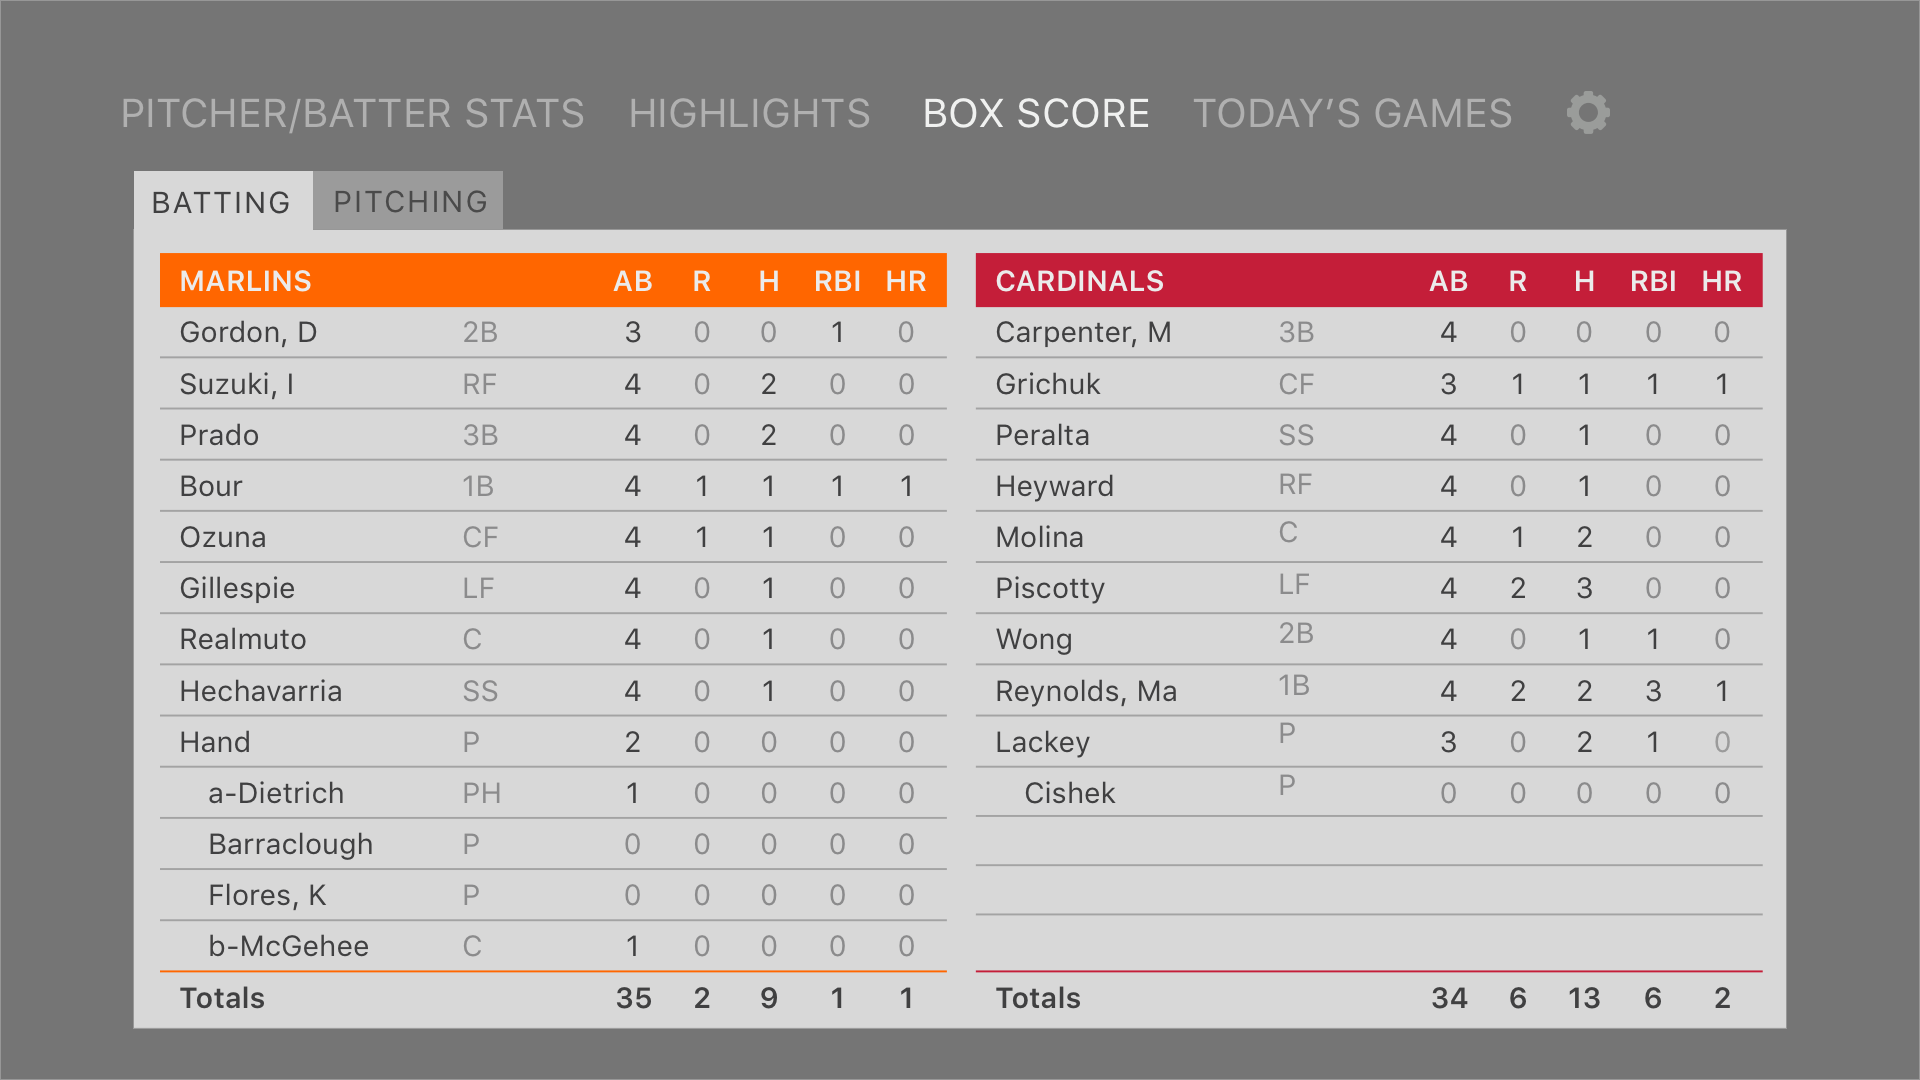 PITCHER/BATTER STATS HIGHLIGHTS BOX SCORE TODAY’S GAMES
BATTING PITCHING
MARLINS AB R H RBI HR
Gordon, D 2B 3 0 0 1 0
Suzuki, I RF 4 0 2 0 0
Prado 3B 4 0 2 0 0
Bour 1B 4 1 1 1 1
Ozuna CF 4 1 1 0 0
Gillespie LF 4 0 1 0 0
Realmuto C 4 0 1 0 0
Hechavarria SS 4 0 1 0 0
Hand P 2 0 0 0 0
a-Dietrich PH 1 0 0 0 0
Barraclough P 0 0 0 0 0
Flores, K P 0 0 0 0 0
b-McGehee C 1 0 0 0 0
Totals 35 2 9 1 1
CARDINALS AB R H RBI HR
Carpenter, M 3B 4 0 0 0 0
Grichuk CF 3 1 1 1 1
Peralta SS 4 0 1 0 0
Heyward RF 4 0 1 0 0
Molina C 4 1 2 0 0
Piscotty LF 4 2 3 0 0
Wong 2B 4 0 1 1 0
Reynolds, Ma 1B 4 2 2 3 1
Lackey P 3 0 2 1 0
Cishek P 0 0 0 0 0
Totals 34 6 13 6 2